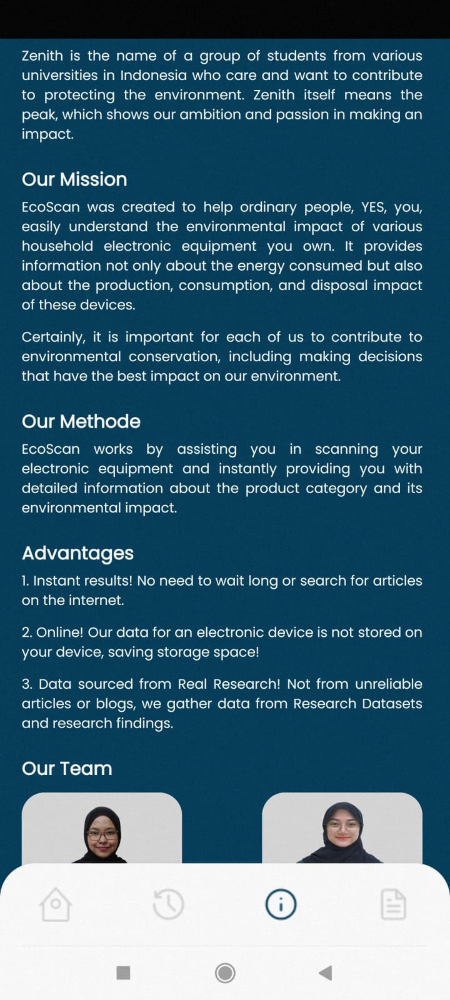 Zenith is the name of a group of students from various
universities in Indonesia who care and want to contribute
to protecting the environment. Zenith itself means the
peak, which shows our ambition and passion in making an
impact.
Our Mission
EcoScan was created to help ordinary people, YES, you,
easily understand the environmental impact of various
household electronic equipment you own. It provides
information not only about the energy consumed but also
about the production, consumption, and disposal impact
of these devices.
Certainly, it is important for each of us to contribute to
environmental conservation, including making decisions
that have the best impact on our environment.
Our Methode
EcoScan works by assisting you in scanning your
electronic equipment and instantly providing you with
detailed information about the product category and its
environmental impact.
Advantages
1. Instant results! No need to wait long or search for articles
on the internet.
2. Online! Our data for an electronic device is not stored on
your device, saving storage space!
3. Data sourced from Real Research! Not from unreliable
articles or blogs, we gather data from Research Datasets
and research findings.
Our Team